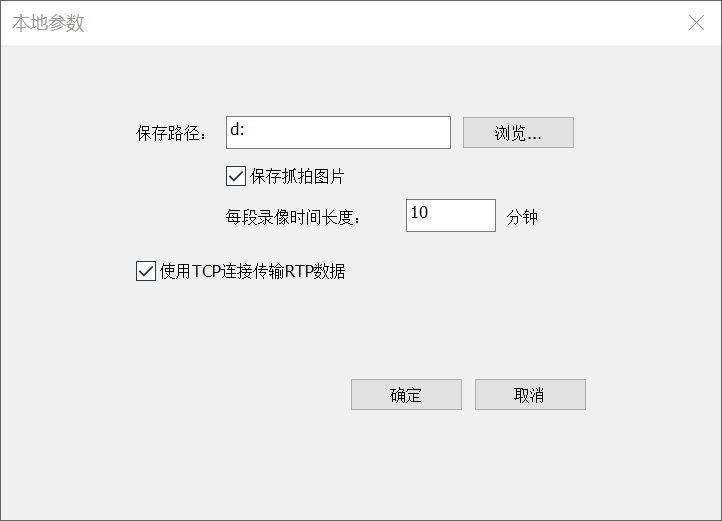 本地参数
保存路径： d: 浏览...
保存抓拍图片
每段录像时间长度： 10 分钟
使用TCP连接传输RTP数据
确定 取消